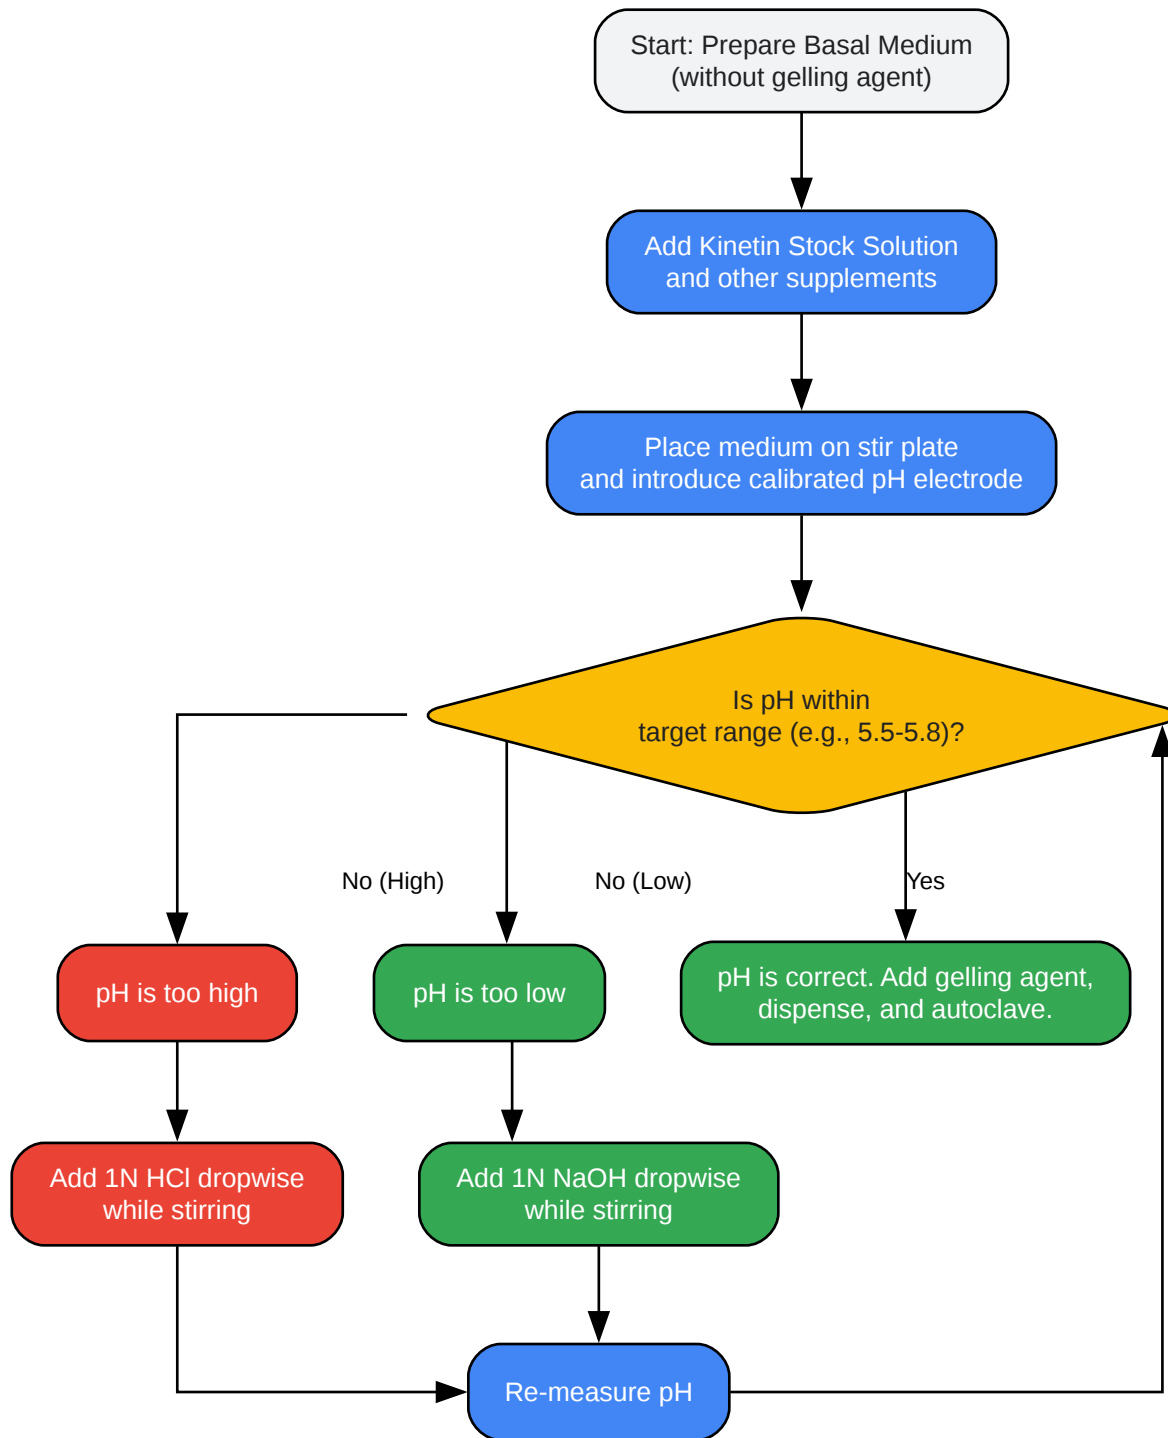 Start: Prepare Basal Medium
(without gelling agent)
Add Kinetin Stock Solution
and other supplements
Place medium on stir plate
and introduce calibrated pH electrode
Is pH within
target range (e.g., 5.5-5.8)?
No (High)
No (Low)
Yes
pH is too high
pH is too low
pH is correct. Add gelling agent,
dispense, and autoclave.
Add 1N HCl dropwise
while stirring
Add 1N NaOH dropwise
while stirring
Re-measure pH